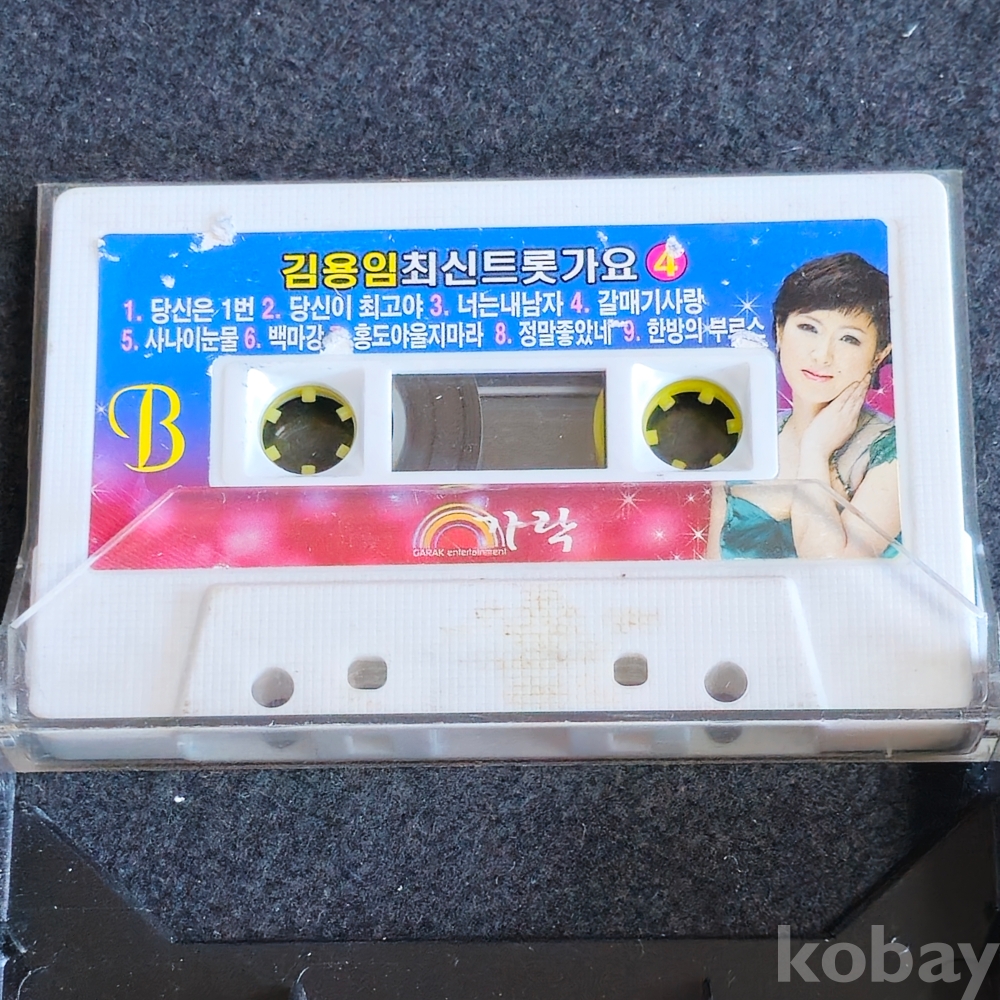 김용임최신트롯가요 4
1. 당신은 1번 2. 당신이 최고야 3. 너는내남자 4. 갈매기사랑
5. 사나이눈물 6. 백마강 홍도야울지마라 8. 정말좋았네 9. 한방의 부르스
B
가락
GARAK entertainment
kobay